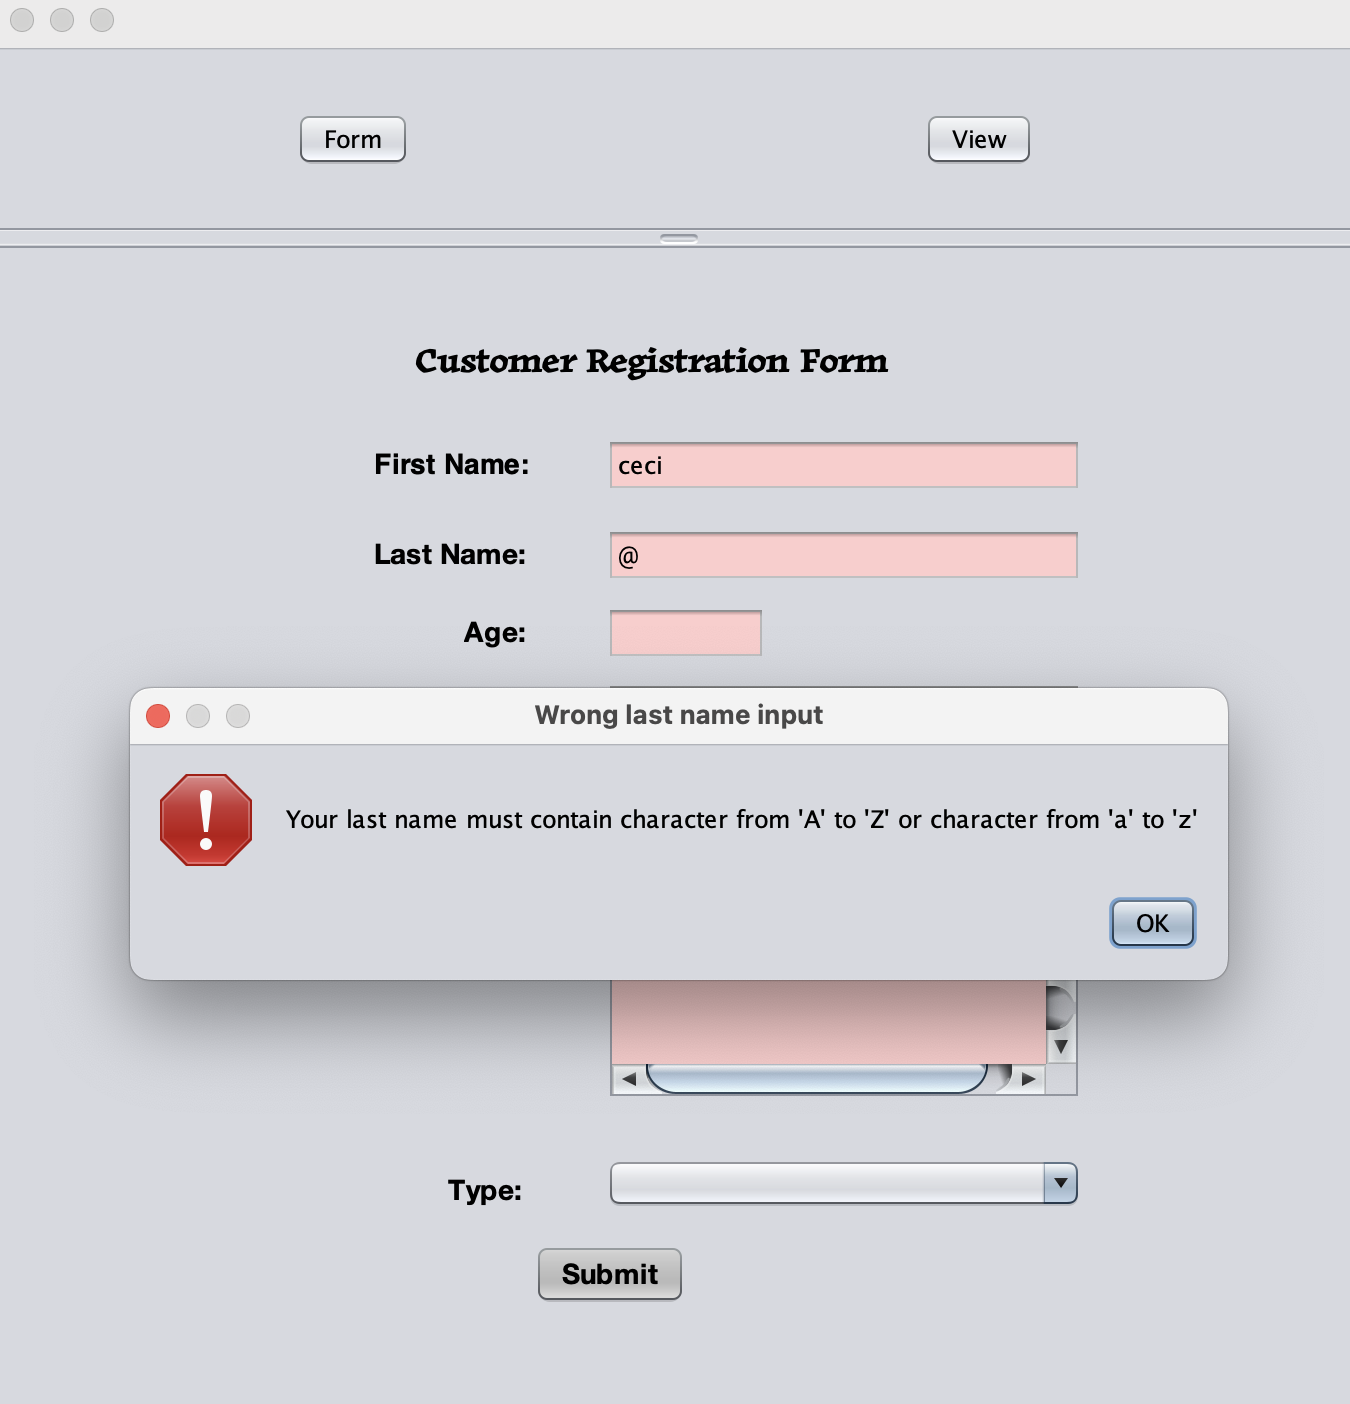 Form
View
Customer Registration Form
First Name:
ceci
Last Name:
@
Age:
Wrong last name input
Your last name must contain character from 'A' to 'Z' or character from 'a' to 'z'
OK
Type:
Submit